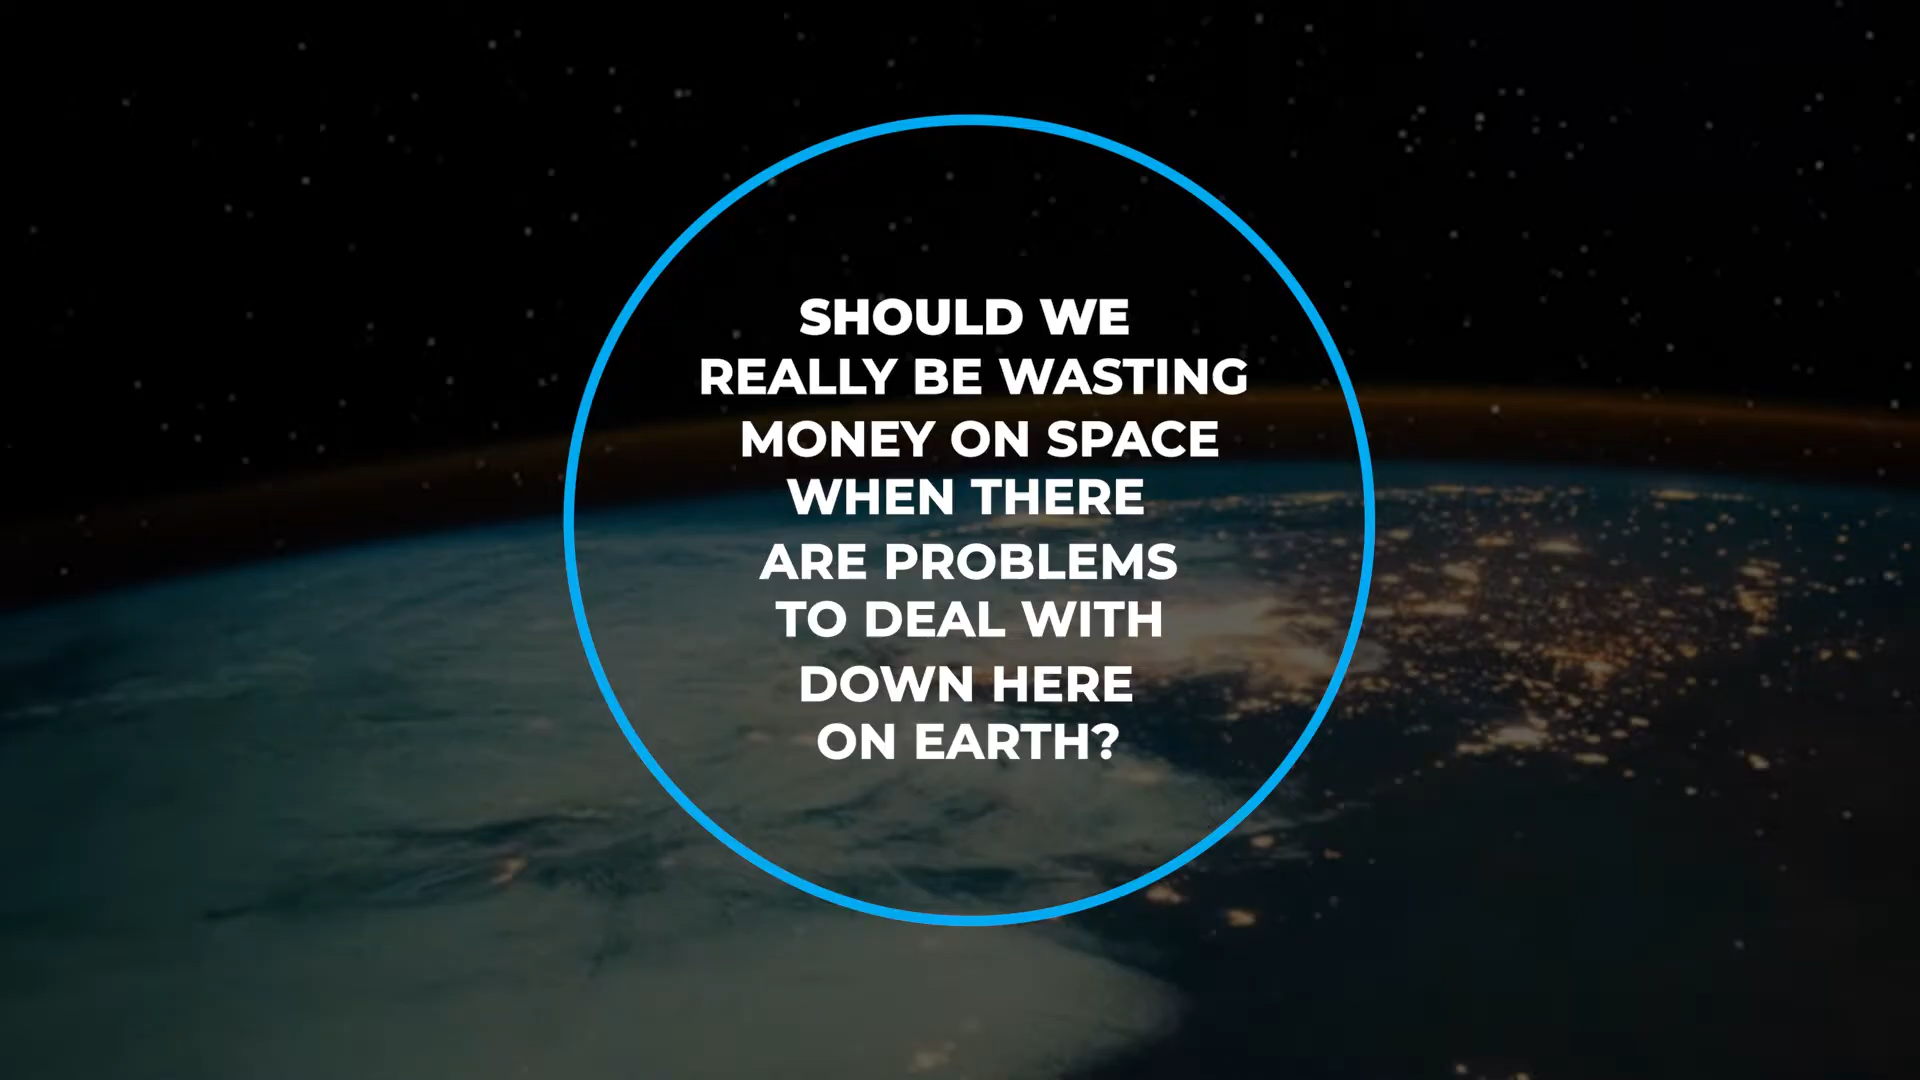 SHOULD WE
REALLY BE WASTING
MONEY ON SPACE
WHEN THERE
ARE PROBLEMS
TO DEAL WITH
DOWN HERE
ON EARTH?